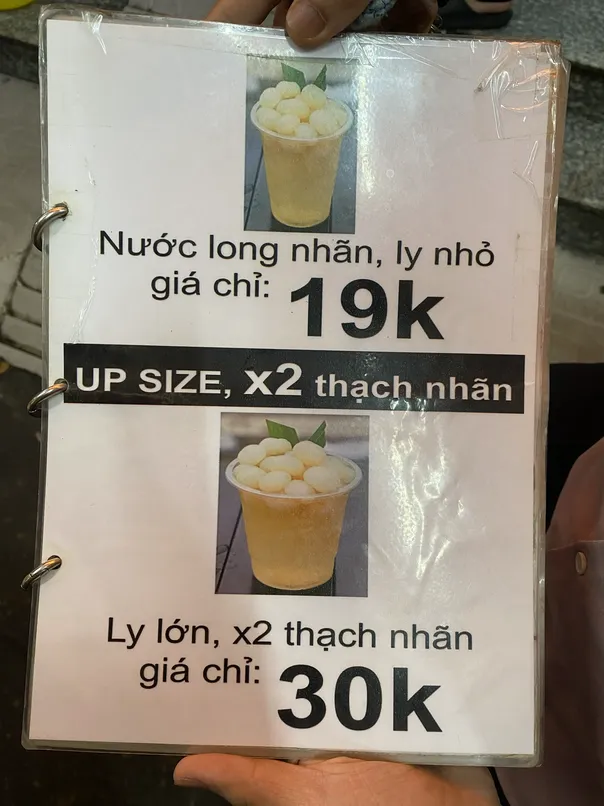 Nước long nhãn, ly nhỏ
giá chỉ: 19k
UP SIZE, x2 thạch nhãn
Ly lớn, x2 thạch nhãn
giá chỉ: 30k